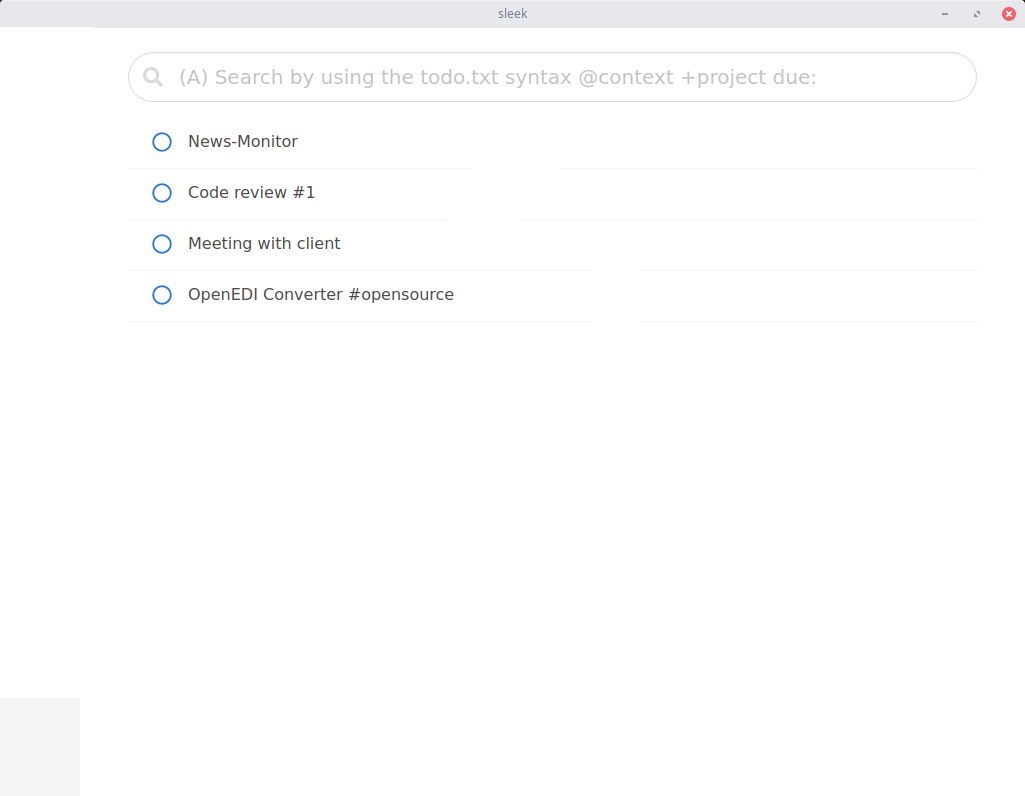 sleek
(A) Search by using the todo.txt syntax @context +project due:
News-Monitor
Code review #1
Meeting with client
OpenEDI Converter #opensource